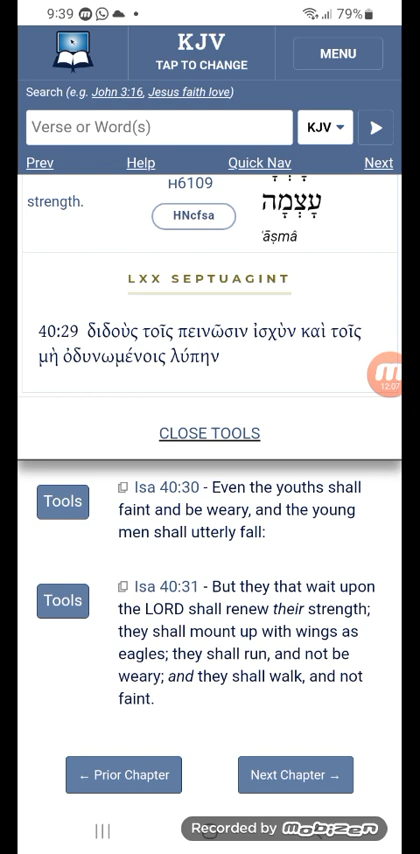 9:39
79%
KJV
TAP TO CHANGE
MENU
Search (e.g. John 3:16, Jesus faith love)
Verse or Word(s)
KJV
Prev Help Quick Nav Next
H6109
strength.
HNcfsa
עָצְמָה
ʿāṣmâ
LXX SEPTUAGINT
40:29 διδοὺς τοῖς πεινῶσιν ἰσχὺν καὶ τοῖς
μὴ ὀδυνωμένοις λύπην
12:07
CLOSE TOOLS
Tools
Isa 40:30 - Even the youths shall
faint and be weary, and the young
men shall utterly fall:
Tools
Isa 40:31 - But they that wait upon
the LORD shall renew their strength;
they shall mount up with wings as
eagles; they shall run, and not be
weary; and they shall walk, and not
faint.
← Prior Chapter
Next Chapter →
Recorded by mobizen